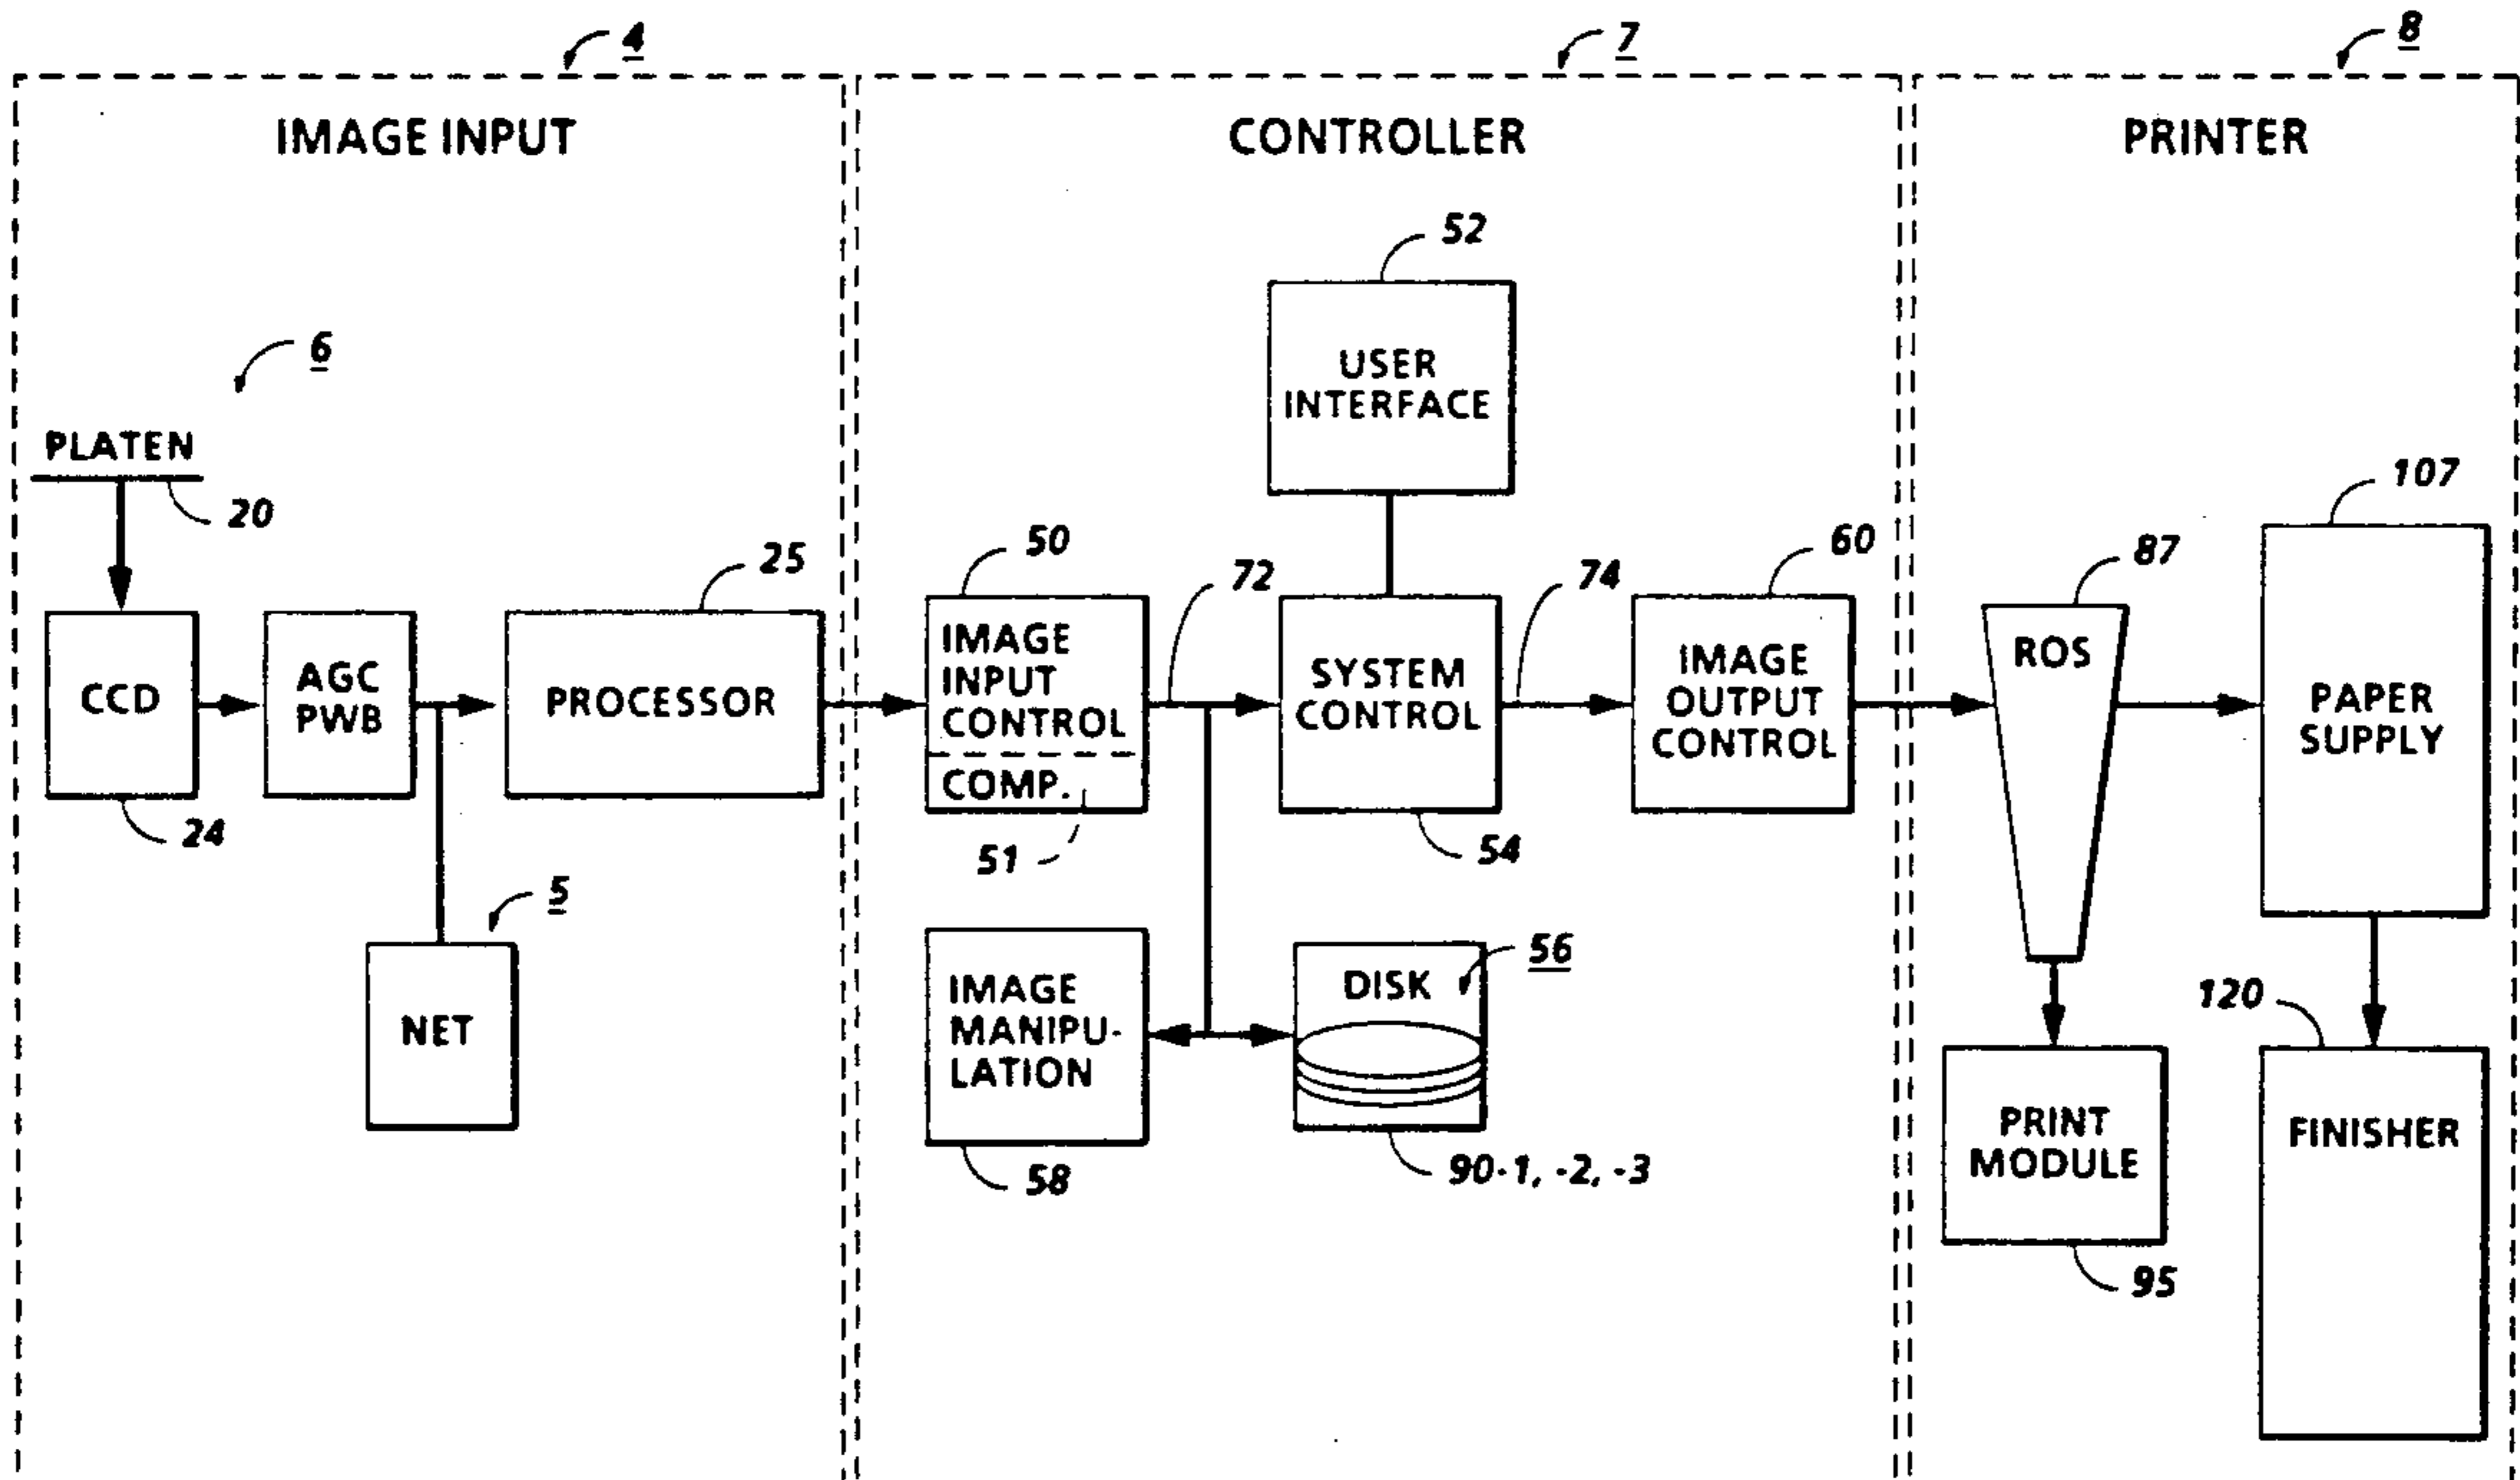 4
7
8
IMAGE INPUT
CONTROLLER
PRINTER
6
PLATEN
20
CCD
24
AGC
PWB
25
PROCESSOR
5
NET
52
USER
INTERFACE
50
IMAGE
INPUT
CONTROL
COMP.
51
72
SYSTEM
CONTROL
54
74
60
IMAGE
OUTPUT
CONTROL
IMAGE
MANIPU-
LATION
58
DISK
56
90-1, -2, -3
87
ROS
107
PAPER
SUPPLY
PRINT
MODULE
95
120
FINISHER